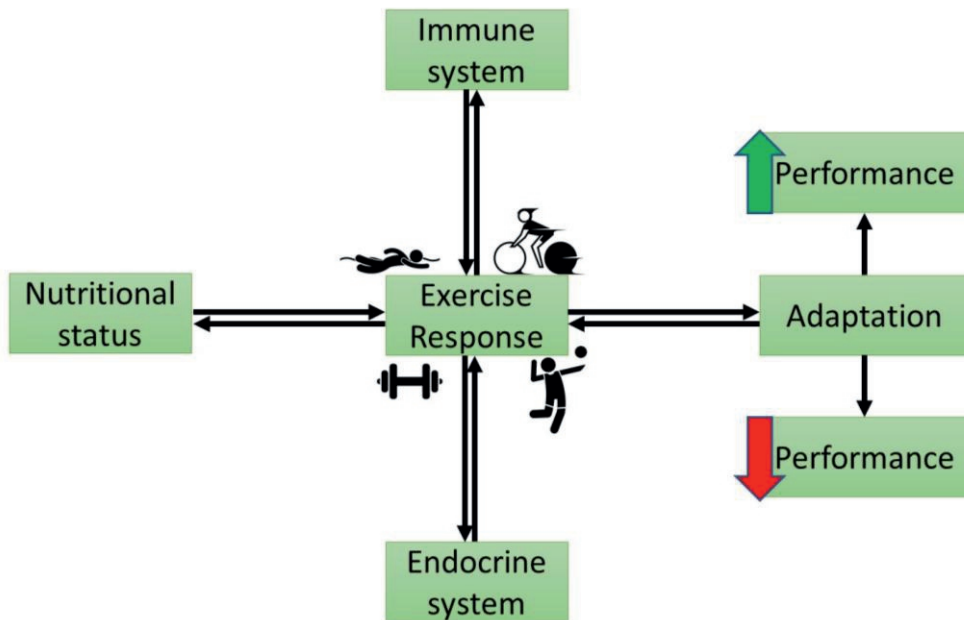 Immune
system
Performance
Nutritional
status
Exercise
Response
Adaptation
Performance
Endocrine
system